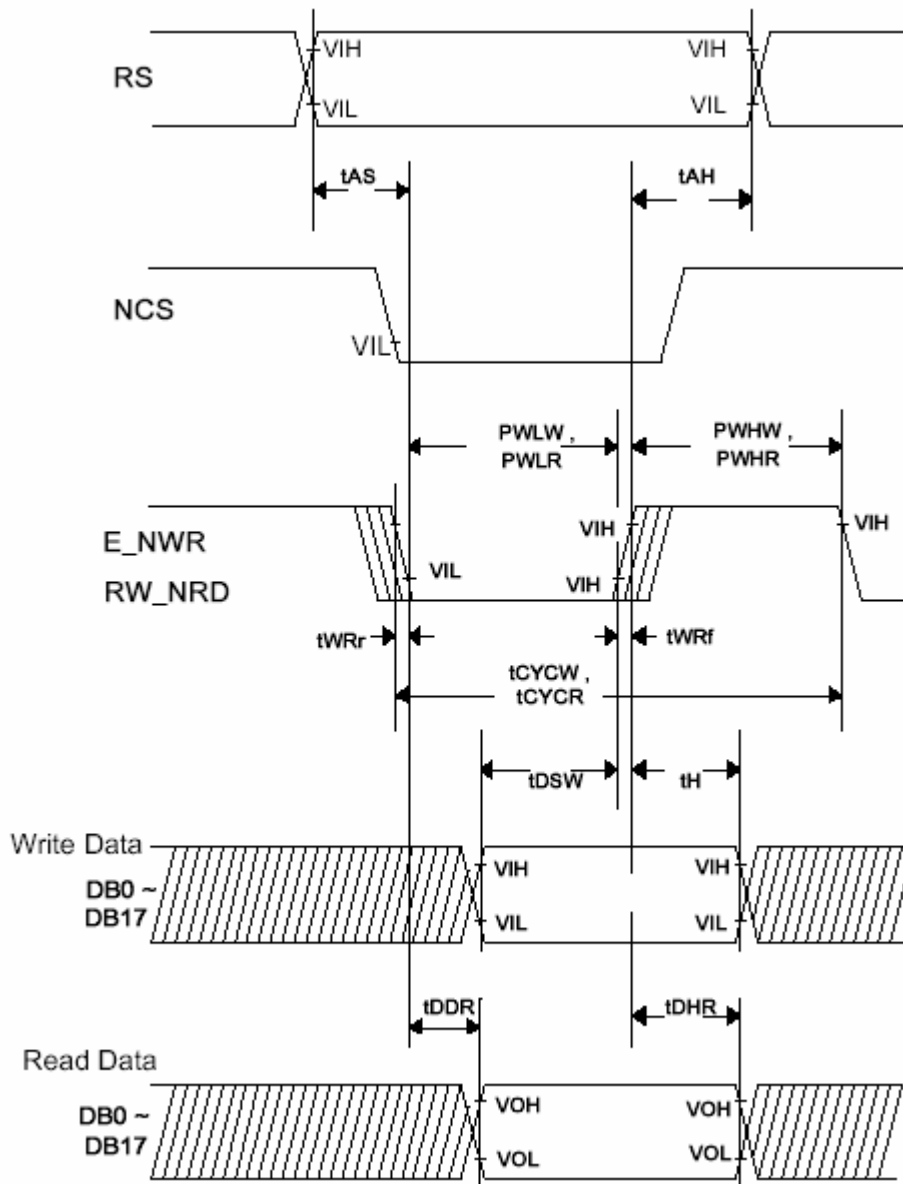 RS
VIH
VIH
VIL
VIL
tAS
tAH
NCS
VIL
PWLW ,
PWLR
PWHW ,
PWHR
E_NWR
RW_NRD
VIH
VIH
VIL
VIH
tWRr
tWRf
tCYCW ,
tCYCR
tDSW
tH
Write Data
DB0 ~
DB17
VIH
VIH
VIL
VIL
tDDR
tDHR
Read Data
DB0 ~
DB17
VOH
VOH
VOL
VOL